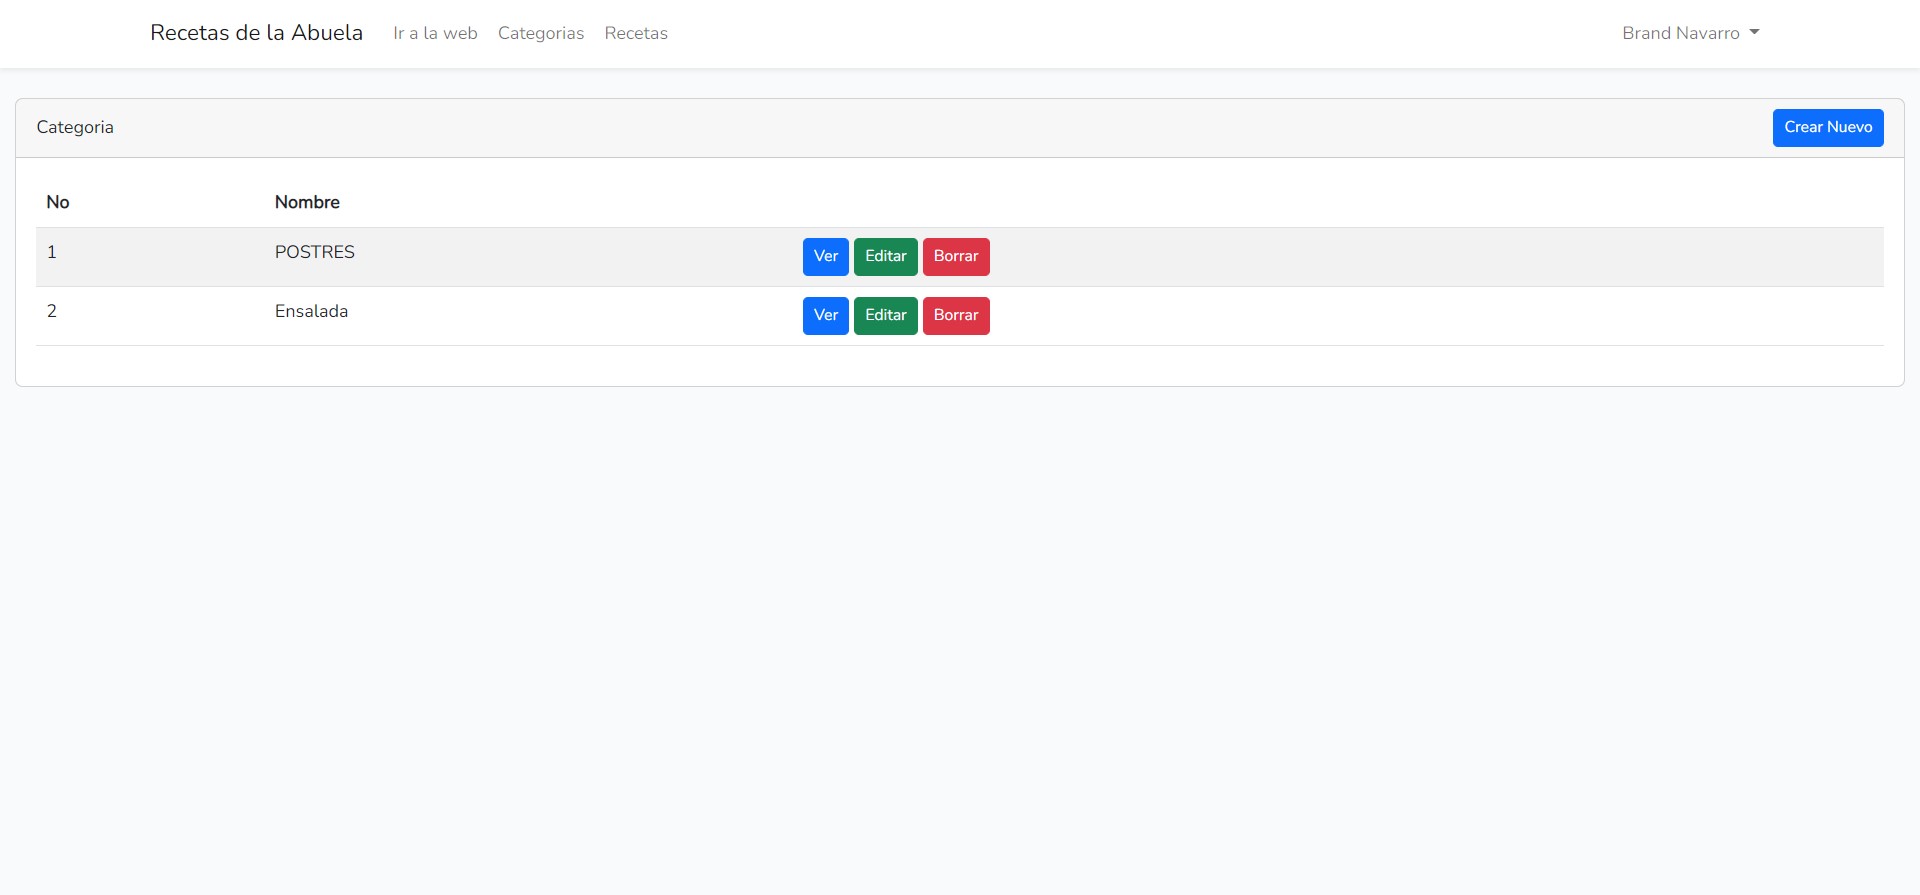 Recetas de la Abuela Ir a la web Categorias Recetas Brand Navarro
Categoria Crear Nuevo
No Nombre
1 POSTRES Ver Editar Borrar
2 Ensalada Ver Editar Borrar